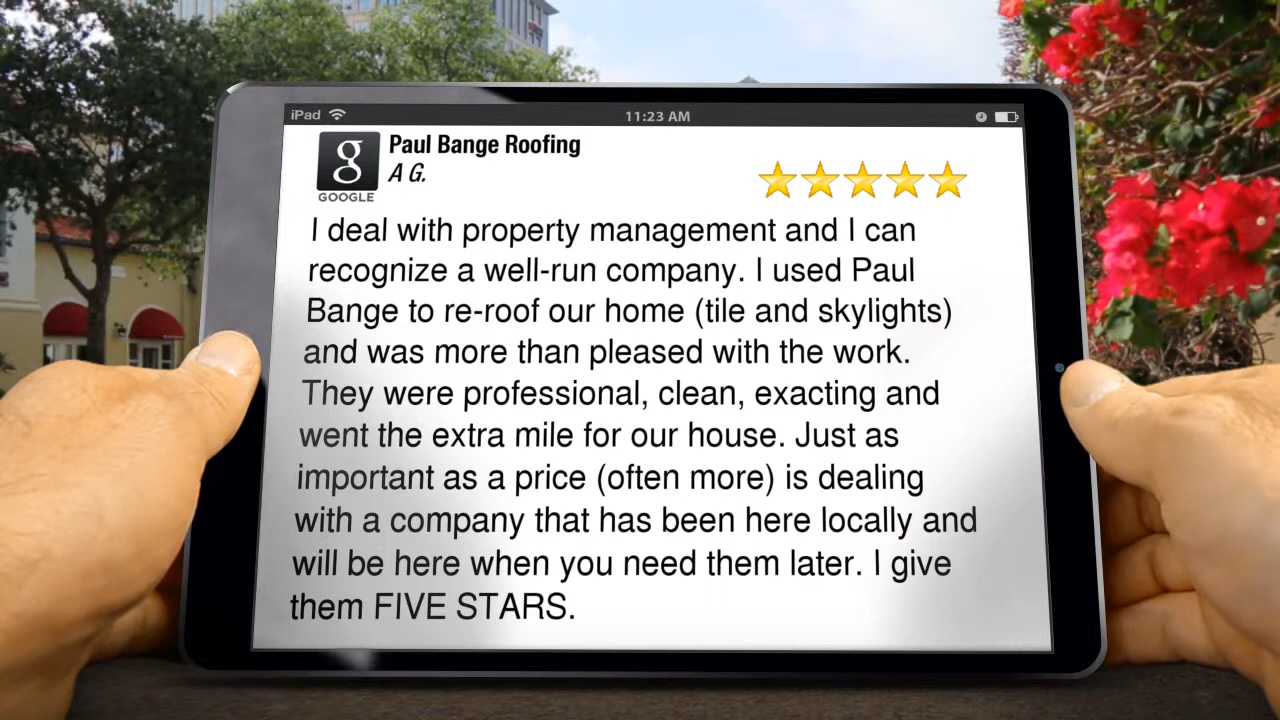 iPad 11:23 AM
g
GOOGLE
Paul Bange Roofing
A G.
I deal with property management and I can
recognize a well-run company. I used Paul
Bange to re-roof our home (tile and skylights)
and was more than pleased with the work.
They were professional, clean, exacting and
went the extra mile for our house. Just as
important as a price (often more) is dealing
with a company that has been here locally and
will be here when you need them later. I give
them FIVE STARS.